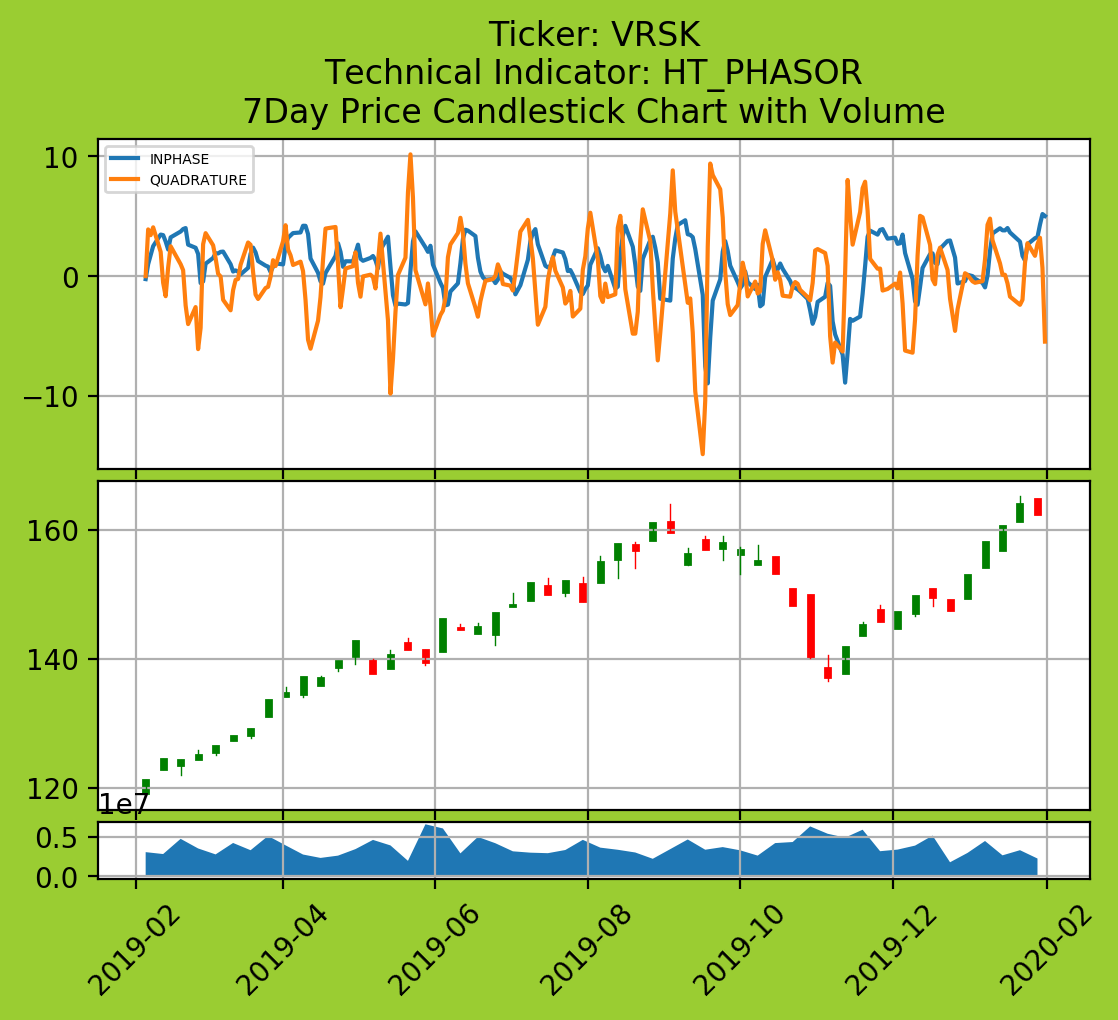 Ticker: VRSK
Technical Indicator: HT_PHASOR
7Day Price Candlestick Chart with Volume
10
0
−10
INPHASE
QUADRATURE
160
140
120
1e7
0.5
0.0
2019-02
2019-04
2019-06
2019-08
2019-10
2019-12
2020-02